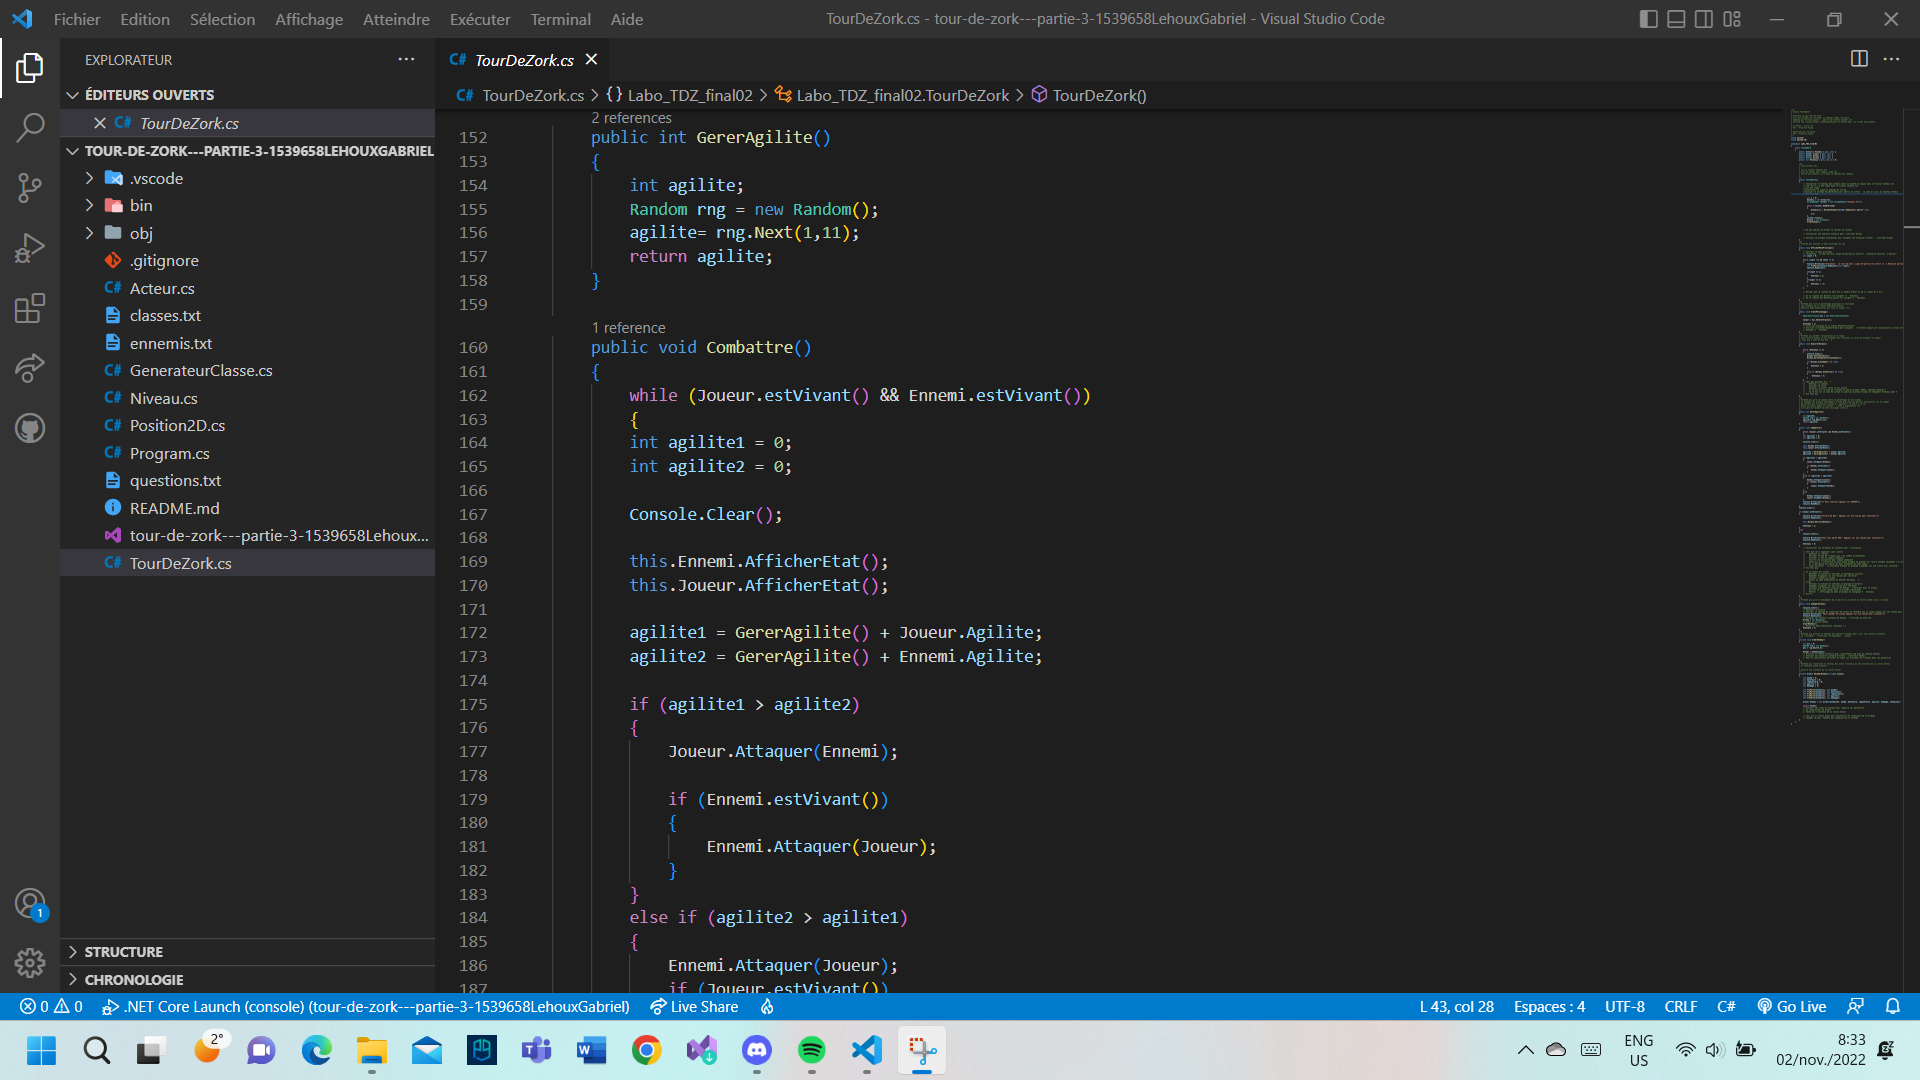 Fichier Edition Sélection Affichage Atteindre Exécuter Terminal Aide
TourDeZork.cs - tour-de-zork---partie-3-1539658LehouxGabriel - Visual Studio Code
EXPLORATEUR
ÉDITEURS OUVERTS
C# TourDeZork.cs
TOUR-DE-ZORK---PARTIE-3-1539658LEHOUXGABRIEL
.vscode
bin
obj
.gitignore
C# Acteur.cs
classes.txt
ennemis.txt
C# GenerateurClasse.cs
C# Niveau.cs
C# Position2D.cs
C# Program.cs
questions.txt
README.md
tour-de-zork---partie-3-1539658Lehoux...
C# TourDeZork.cs
STRUCTURE
CHRONOLOGIE
C# TourDeZork.cs
C# TourDeZork.cs > {} Labo_TDZ_final02 > Labo_TDZ_final02.TourDeZork > TourDeZork()
2 references
152 public int GererAgilite()
153 {
154 int agilite;
155 Random rng = new Random();
156 agilite= rng.Next(1,11);
157 return agilite;
158 }
159
1 reference
160 public void Combattre()
161 {
162 while (Joueur.estVivant() && Ennemi.estVivant())
163 {
164 int agilite1 = 0;
165 int agilite2 = 0;
166
167 Console.Clear();
168
169 this.Ennemi.AfficherEtat();
170 this.Joueur.AfficherEtat();
171
172 agilite1 = GererAgilite() + Joueur.Agilite;
173 agilite2 = GererAgilite() + Ennemi.Agilite;
174
175 if (agilite1 > agilite2)
176 {
177 Joueur.Attaquer(Ennemi);
178
179 if (Ennemi.estVivant())
180 {
181 Ennemi.Attaquer(Joueur);
182 }
183 }
184 else if (agilite2 > agilite1)
185 {
186 Ennemi.Attaquer(Joueur);
187 if (Joueur.estVivant())
1
0 0 .NET Core Launch (console) (tour-de-zork---partie-3-1539658LehouxGabriel) Live Share
L 43, col 28 Espaces : 4 UTF-8 CRLF C# Go Live
2°
ENG
US
8:33
02/nov./2022